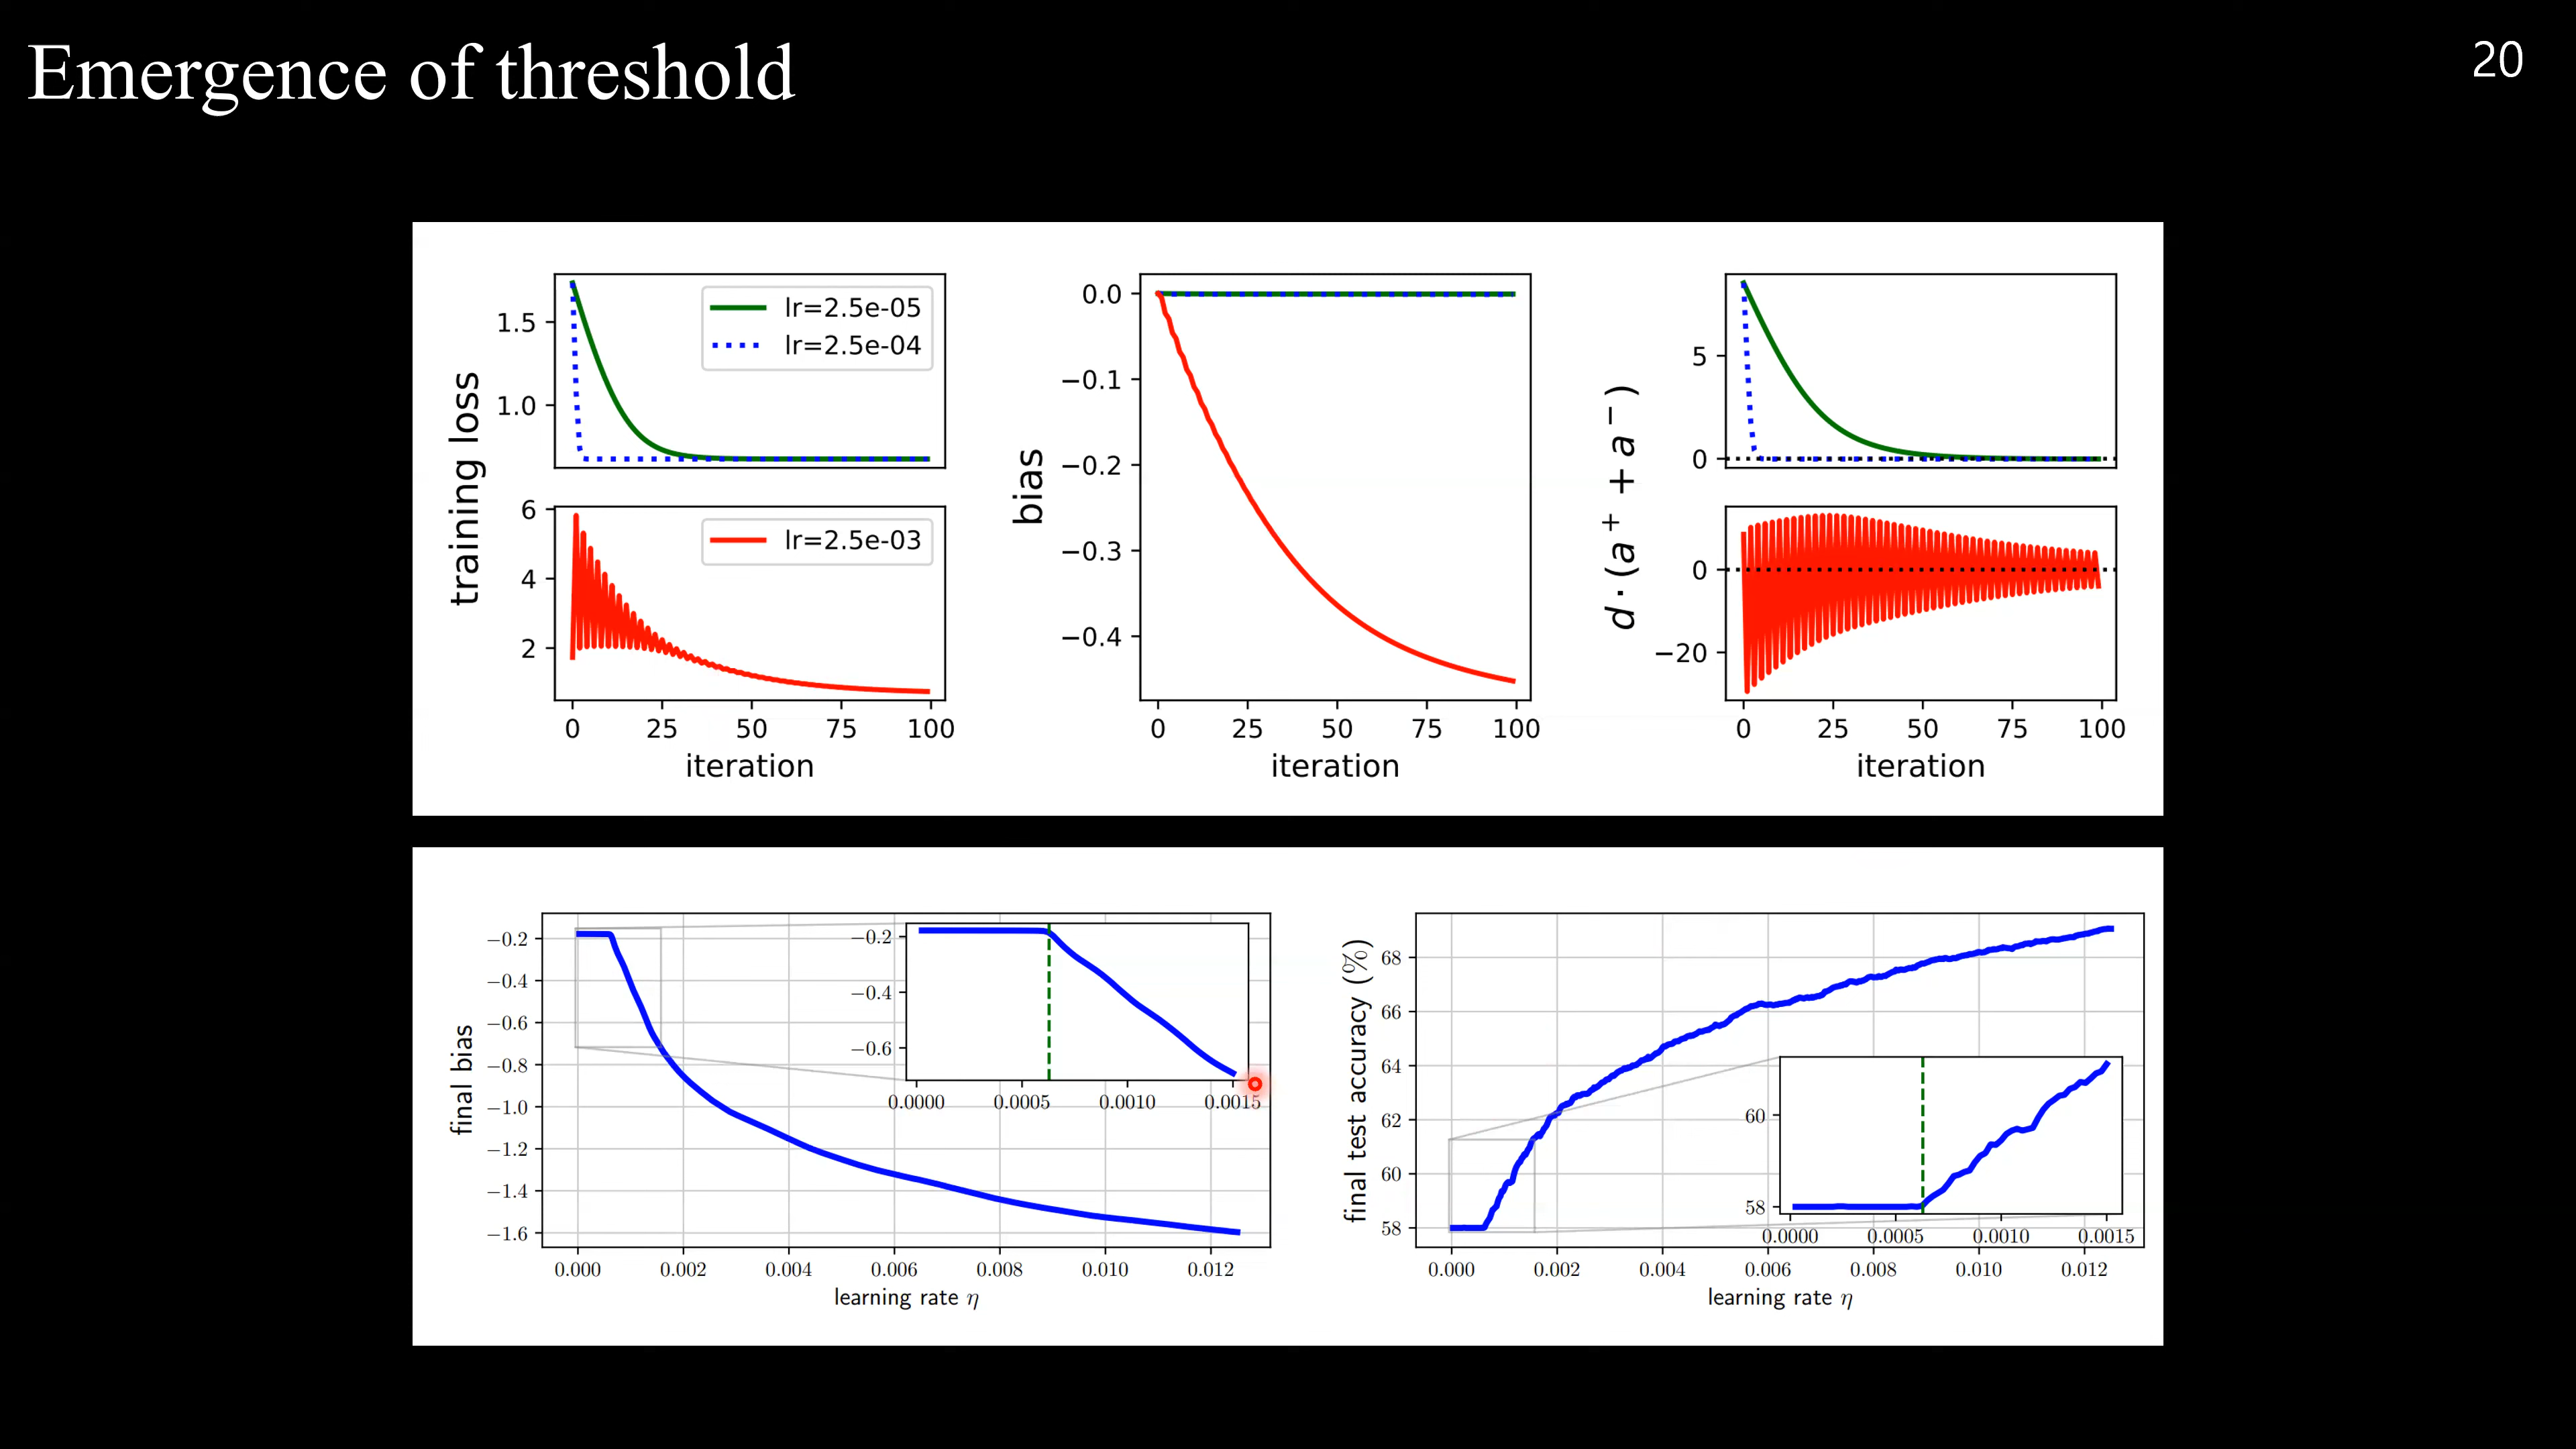 Emergence of threshold
20
training loss
1.5
1.0
lr=2.5e-05
lr=2.5e-04
6
4
2
lr=2.5e-03
0 25 50 75 100
iteration
bias
0.0
−0.1
−0.2
−0.3
−0.4
0 25 50 75 100
iteration
d · (a⁺ + a⁻)
5
0
0
−20
0 25 50 75 100
iteration
final bias
−0.2
−0.4
−0.6
−0.8
−1.0
−1.2
−1.4
−1.6
−0.2
−0.4
−0.6
0.0000 0.0005 0.0010 0.0015
0.000 0.002 0.004 0.006 0.008 0.010 0.012
learning rate η
final test accuracy (%)
68
66
64
62
60
58
60
58
0.0000 0.0005 0.0010 0.0015
0.000 0.002 0.004 0.006 0.008 0.010 0.012
learning rate η